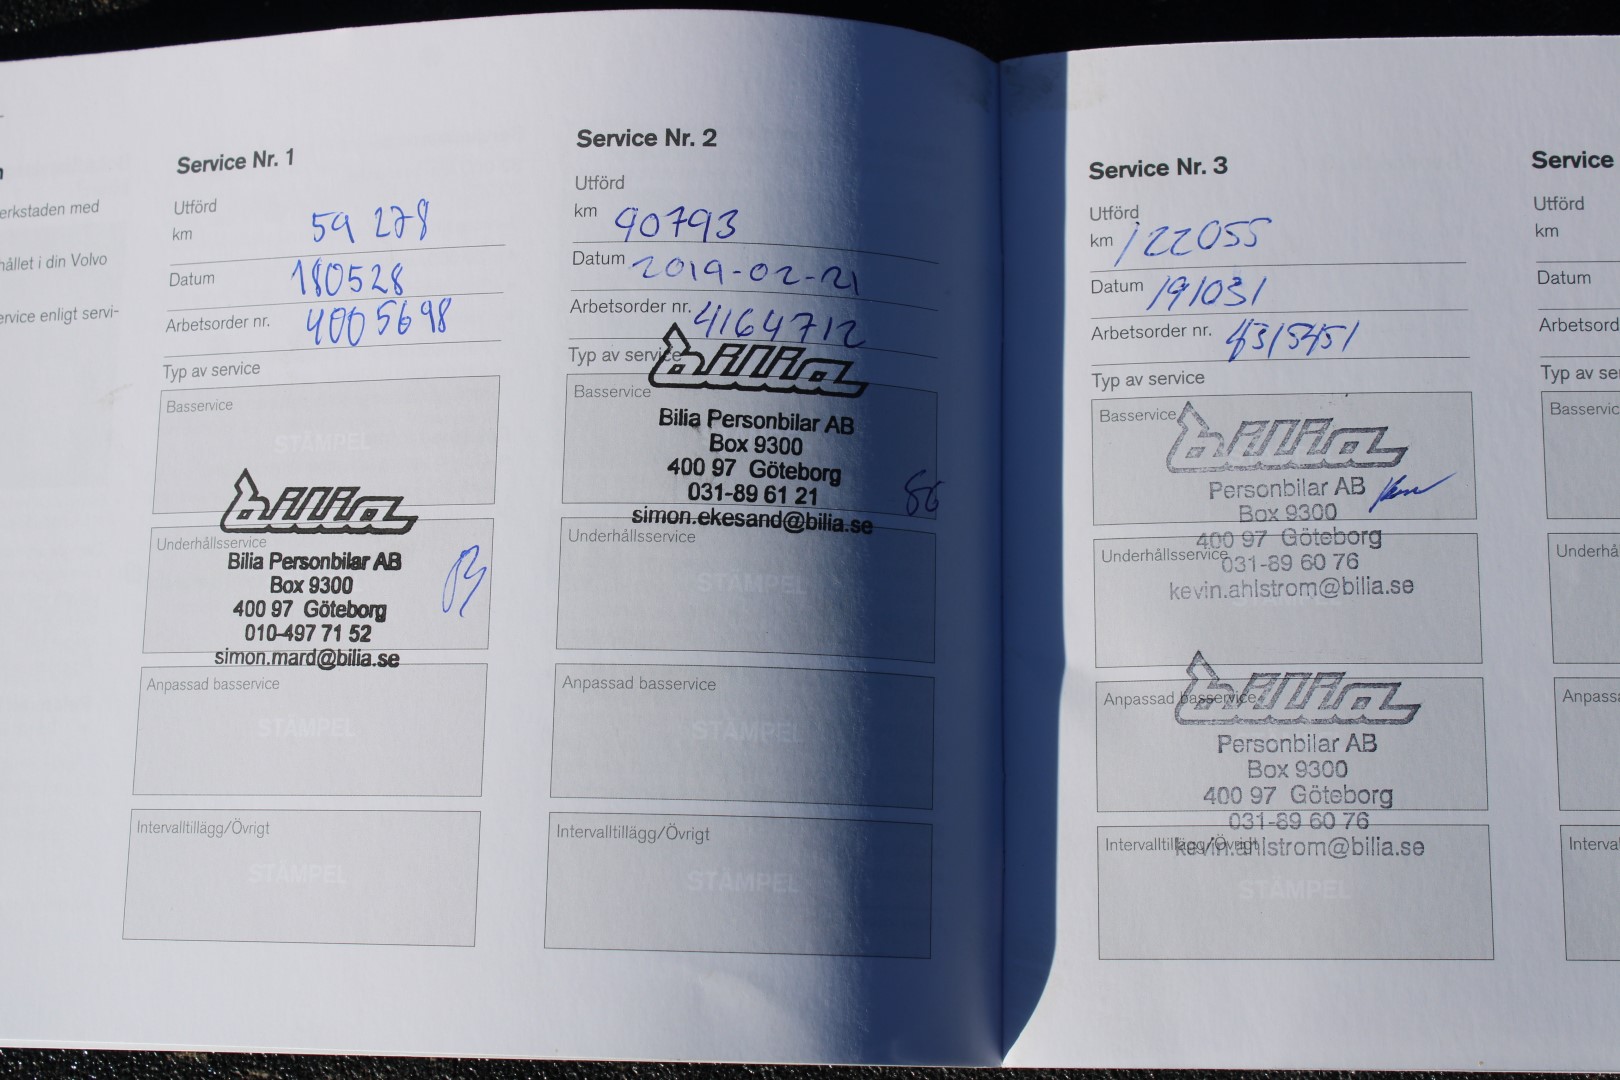 erkstaden med
hållet i din Volvo
ervice enligt servi-
Service Nr. 1
Utförd
km 59 278
Datum 180528
Arbetsorder nr. 4005698
Typ av service
Basservice
STÄMPEL
bilia
Underhållsservice
Bilia Personbilar AB
Box 9300
400 97 Göteborg
010-497 71 52
simon.mard@bilia.se
Anpassad basservice
STÄMPEL
Intervalltillägg/Övrigt
STÄMPEL
Service Nr. 2
Utförd
km 90793
Datum 2019-02-21
Arbetsorder nr. 4164712
Typ av service
bilia
Basservice
Bilia Personbilar AB
Box 9300
400 97 Göteborg
031-89 61 21
simon.ekesand@bilia.se
Underhållsservice
STÄMPEL
Anpassad basservice
STÄMPEL
Intervalltillägg/Övrigt
STÄMPEL
Service Nr. 3
Utförd
km 122055
Datum 191031
Arbetsorder nr. 4315451
Typ av service
Basservice
bilia
Personbilar AB
Box 9300
400 97 Göteborg
Underhållsservice
031-89 60 76
kevin.ahlstrom@bilia.se
bilia
Anpassad basservice
Personbilar AB
Box 9300
400 97 Göteborg
031-89 60 76
Intervalltillägg/Övrigt
kevin.ahlstrom@bilia.se
STÄMPEL
Service
Utförd
km
Datum
Arbetsord
Typ av se
Basservic
Underhå
Anpass
Interva